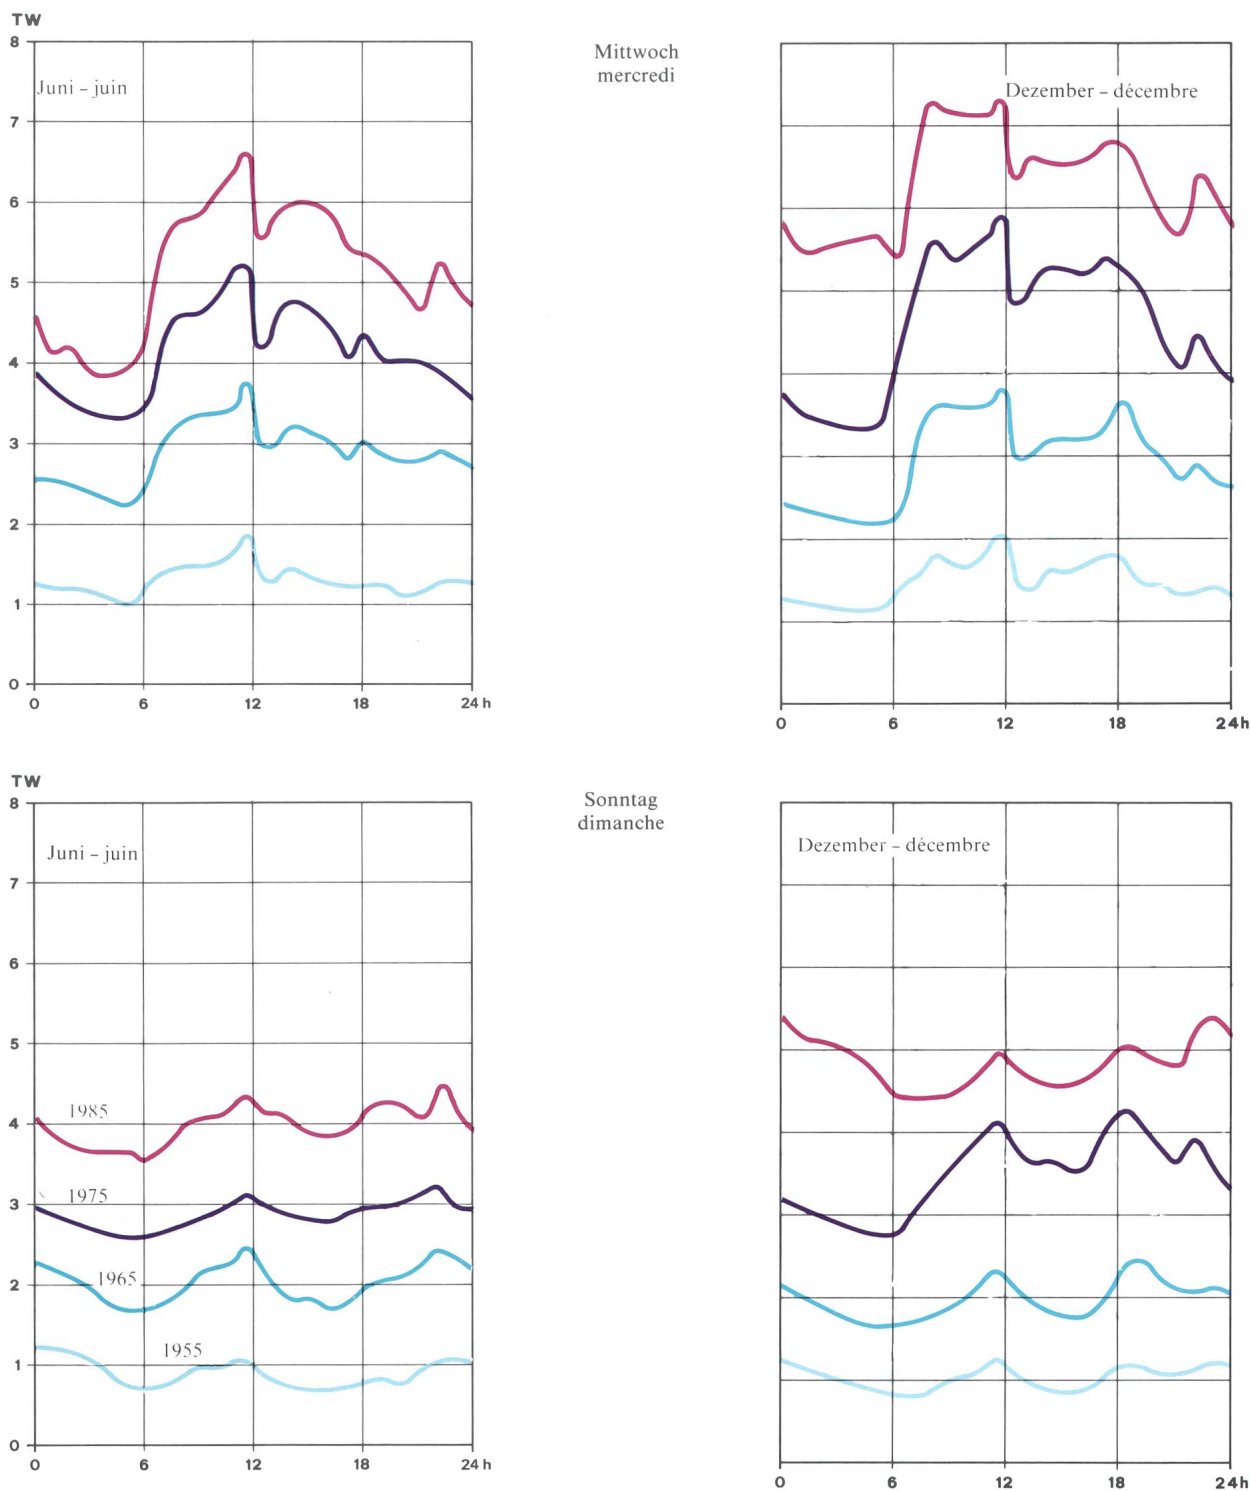 TW
8
Juni – juin
7
6
5
4
3
2
1
0
0 6 12 18 24 h
Mittwoch
mercredi
Dezember – décembre
0 6 12 18 24h
TW
8
Juni – juin
7
6
5
1985
4
1975
3
1965
2
1955
1
0
0 6 12 18 24 h
Sonntag
dimanche
Dezember – décembre
0 6 12 18 24h